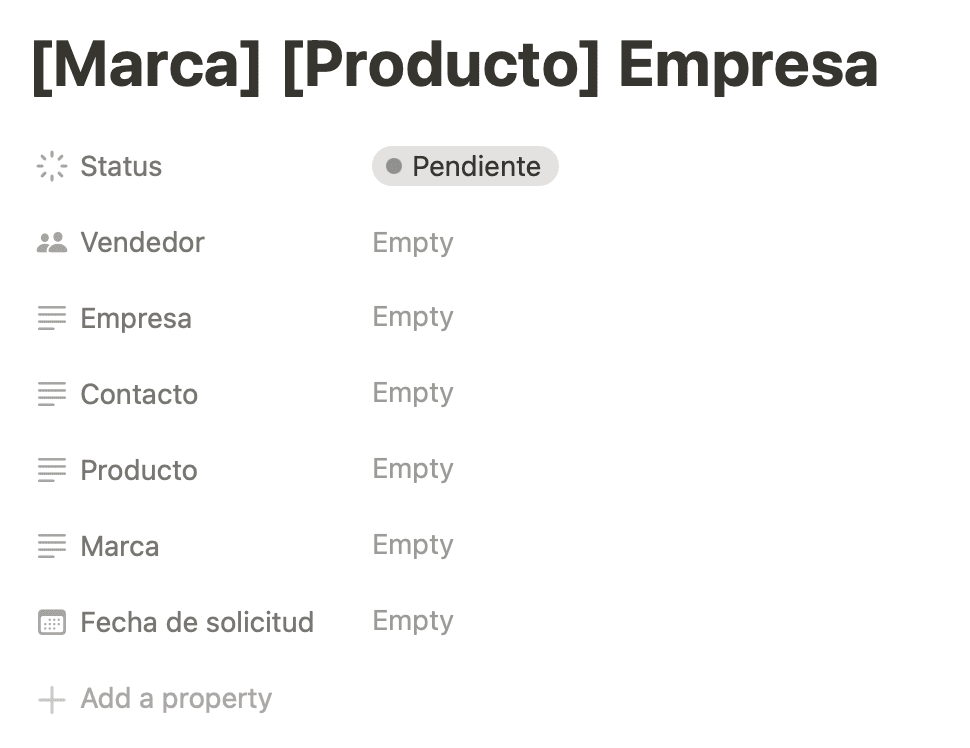 [Marca] [Producto] Empresa
Status Pendiente
Vendedor Empty
Empresa Empty
Contacto Empty
Producto Empty
Marca Empty
Fecha de solicitud Empty
Add a property